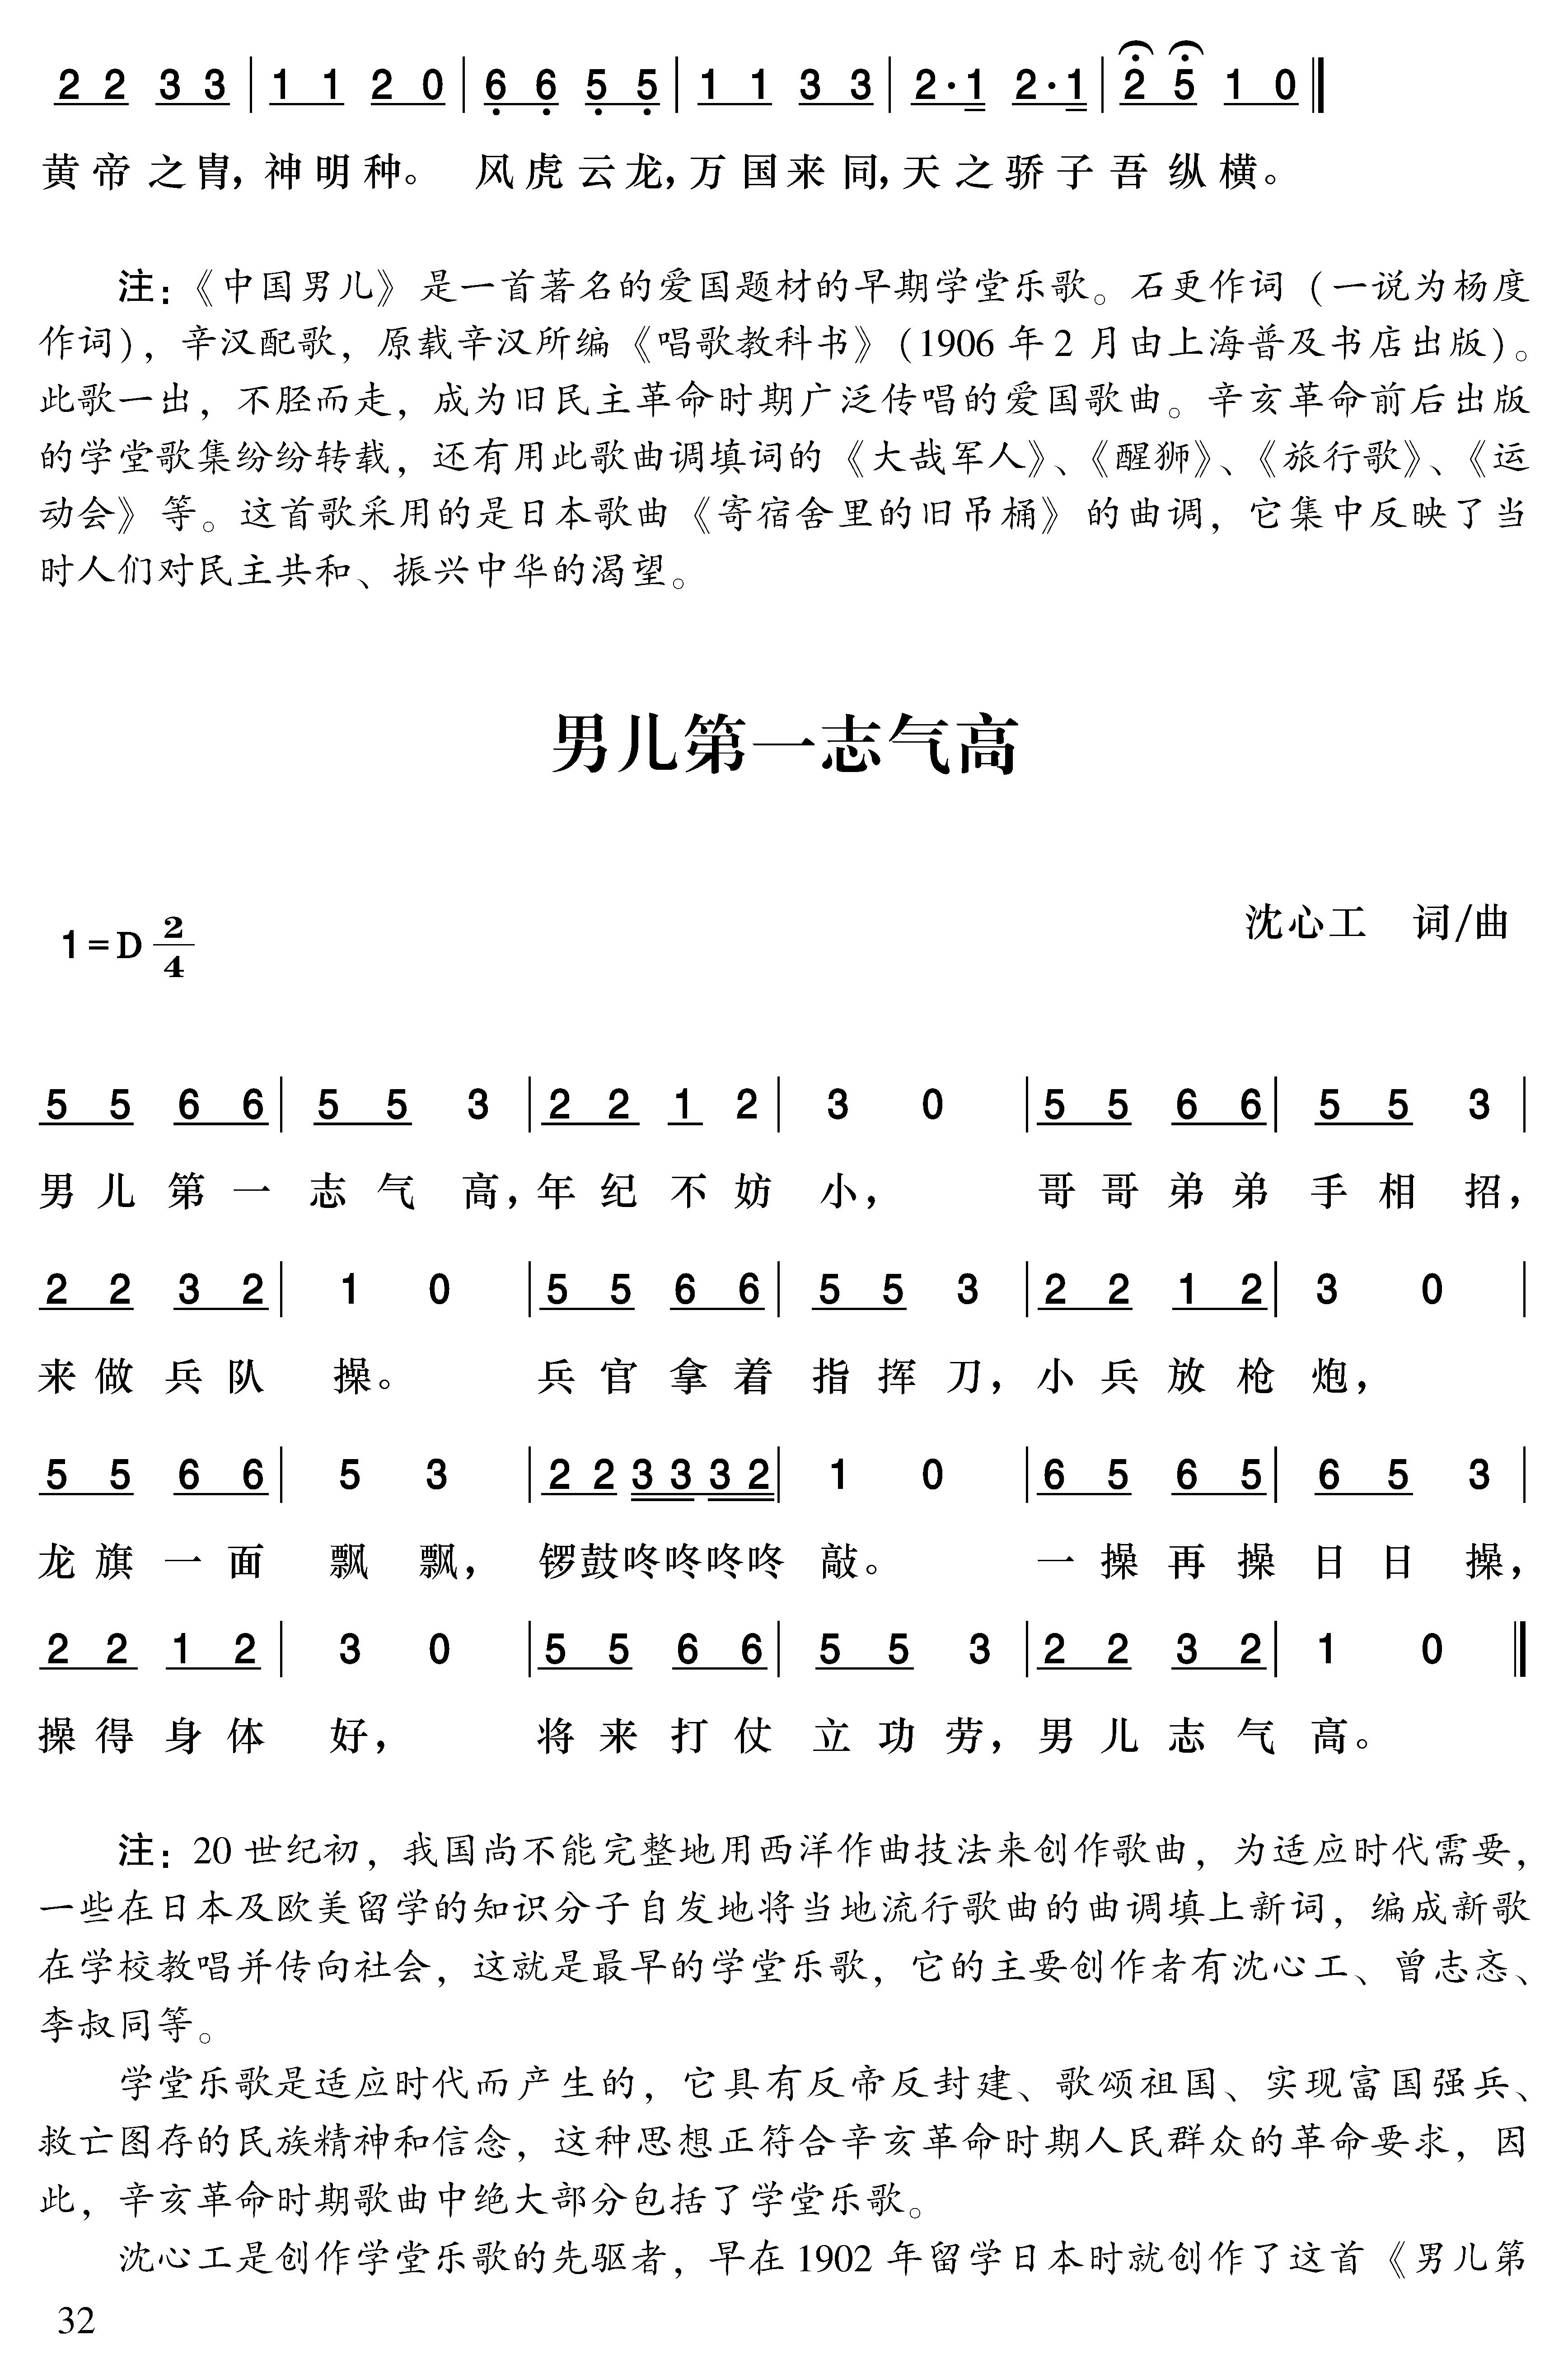 2 2 3 3 | 1 1 2 0 | 6̣ 6̣ 5̣ 5̣ | 1 1 3 3 | 2·1 2·1 | 2 5̣ 1 0 ‖
黄帝之胄，神明种。 风虎云龙，万国来同，天之骄子吾纵横。
注：《中国男儿》是一首著名的爱国题材的早期学堂乐歌。石更作词（一说为杨度
作词），辛汉配歌，原载辛汉所编《唱歌教科书》（1906 年 2 月由上海普及书店出版）。
此歌一出，不胫而走，成为旧民主革命时期广泛传唱的爱国歌曲。辛亥革命前后出版
的学堂歌集纷纷转载，还有用此歌曲调填词的《大哉军人》、《醒狮》、《旅行歌》、《运
动会》等。这首歌采用的是日本歌曲《寄宿舍里的旧吊桶》的曲调，它集中反映了当
时人们对民主共和、振兴中华的渴望。
男儿第一志气高
沈心工 词/曲
1=D 2/4
5 5 6 6 | 5 5 3 | 2 2 1 2 | 3 0 | 5 5 6 6 | 5 5 3 |
男儿第一志气高，年纪不妨小， 哥哥弟弟手相招，
2 2 3 2 | 1 0 | 5 5 6 6 | 5 5 3 | 2 2 1 2 | 3 0 |
来做兵队操。 兵官拿着指挥刀，小兵放枪炮，
5 5 6 6 | 5 3 | 2 2 3 3 3 2 | 1 0 | 6 5 6 5 | 6 5 3 |
龙旗一面飘飘，锣鼓咚咚咚咚敲。 一操再操日日操，
2 2 1 2 | 3 0 | 5 5 6 6 | 5 5 3 | 2 2 3 2 | 1 0 ‖
操得身体好， 将来打仗立功劳，男儿志气高。
注：20 世纪初，我国尚不能完整地用西洋作曲技法来创作歌曲，为适应时代需要，
一些在日本及欧美留学的知识分子自发地将当地流行歌曲的曲调填上新词，编成新歌
在学校教唱并传向社会，这就是最早的学堂乐歌，它的主要创作者有沈心工、曾志忞、
李叔同等。
学堂乐歌是适应时代而产生的，它具有反帝反封建、歌颂祖国、实现富国强兵、
救亡图存的民族精神和信念，这种思想正符合辛亥革命时期人民群众的革命要求，因
此，辛亥革命时期歌曲中绝大部分包括了学堂乐歌。
沈心工是创作学堂乐歌的先驱者，早在 1902 年留学日本时就创作了这首《男儿第
32